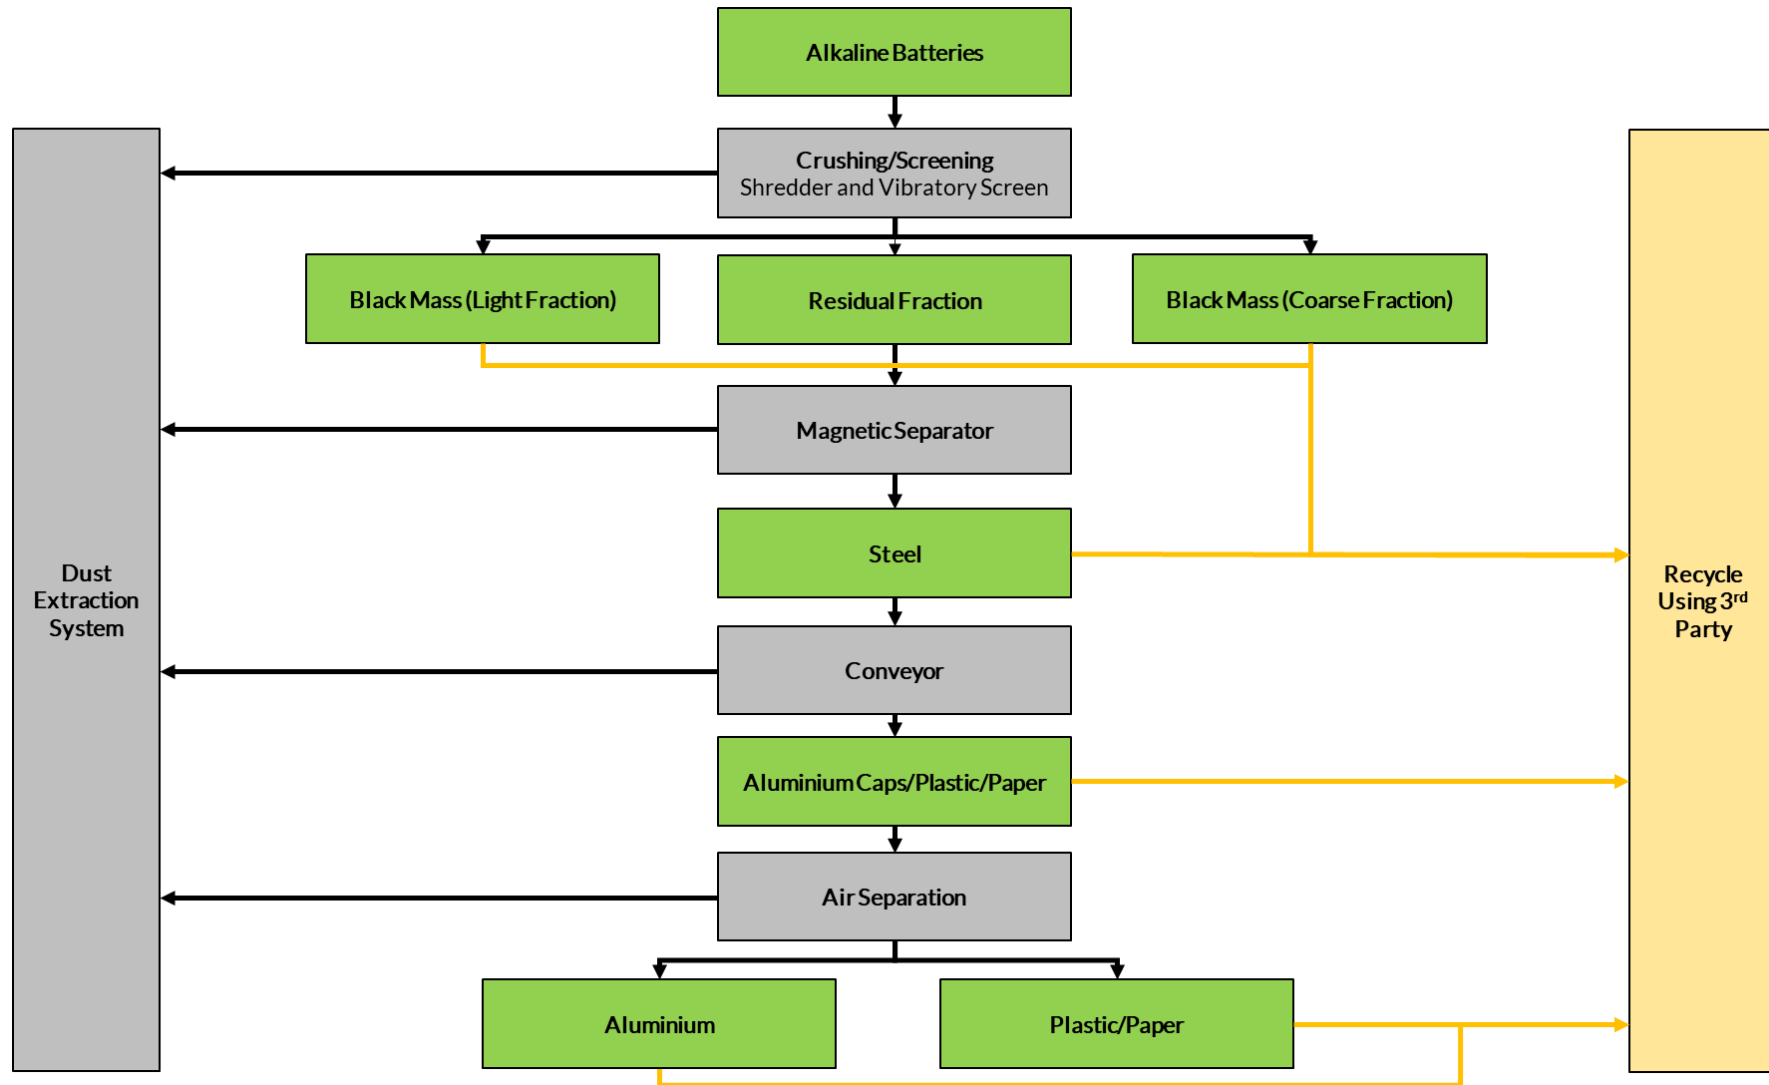 Alkaline Batteries
Crushing/Screening
Shredder and Vibratory Screen
Black Mass (Light Fraction)
Residual Fraction
Black Mass (Coarse Fraction)
Magnetic Separator
Steel
Dust
Extraction
System
Recycle
Using 3rd
Party
Conveyor
Aluminium Caps/Plastic/Paper
Air Separation
Aluminium
Plastic/Paper